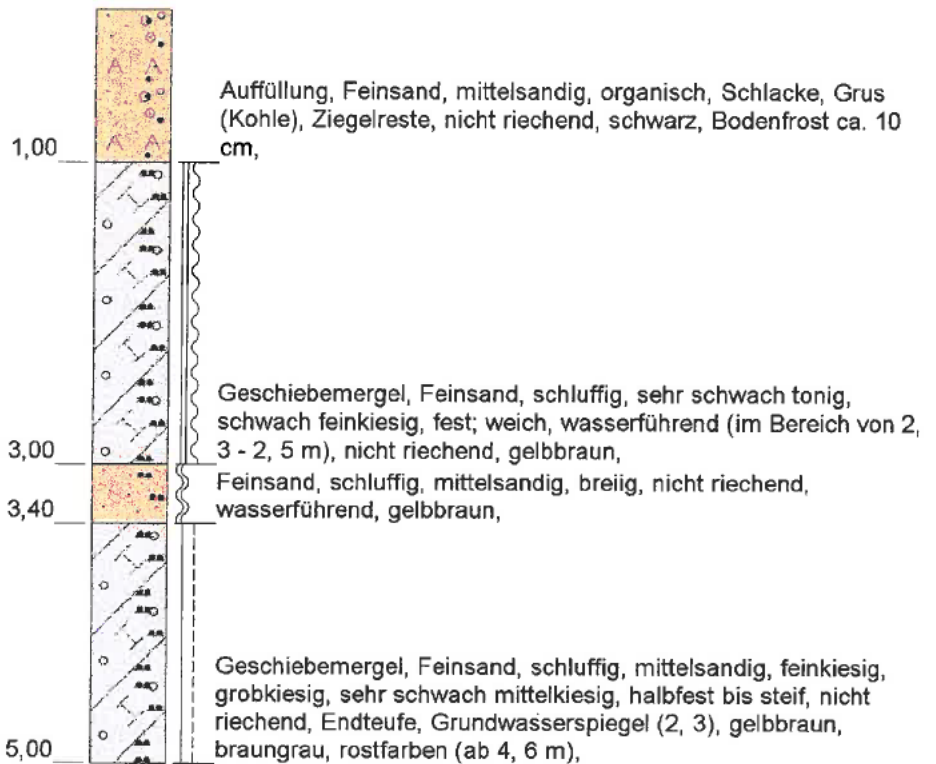 Auffüllung, Feinsand, mittelsandig, organisch, Schlacke, Grus
(Kohle), Ziegelreste, nicht riechend, schwarz, Bodenfrost ca. 10
cm,
1,00
A A
A A
Geschiebemergel, Feinsand, schluffig, sehr schwach tonig,
schwach feinkiesig, fest; weich, wasserführend (im Bereich von 2,
3 - 2, 5 m), nicht riechend, gelbbraun,
3,00
Feinsand, schluffig, mittelsandig, breiig, nicht riechend,
wasserführend, gelbbraun,
3,40
Geschiebemergel, Feinsand, schluffig, mittelsandig, feinkiesig,
grobkiesig, sehr schwach mittelkiesig, halbfest bis steif, nicht
riechend, Endteufe, Grundwasserspiegel (2, 3), gelbbraun,
braungrau, rostfarben (ab 4, 6 m),
5,00